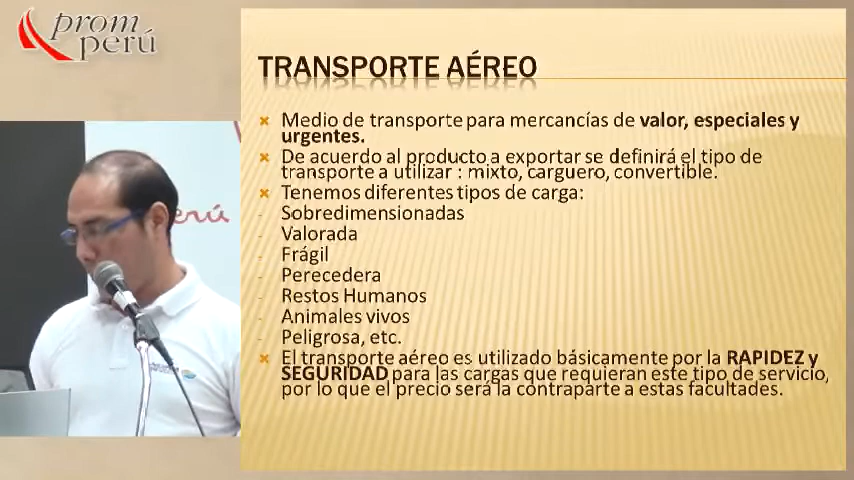 prom
perú
TRANSPORTE AÉREO
Medio de transporte para mercancías de valor, especiales y
urgentes.
De acuerdo al producto a exportar se definirá el tipo de
transporte a utilizar : mixto, carguero, convertible.
Tenemos diferentes tipos de carga:
- Sobredimensionadas
- Valorada
- Frágil
- Perecedera
- Restos Humanos
- Animales vivos
- Peligrosa, etc.
El transporte aéreo es utilizado básicamente por la RAPIDEZ y
SEGURIDAD para las cargas que requieran este tipo de servicio,
por lo que el precio será la contraparte a estas facultades.
erú